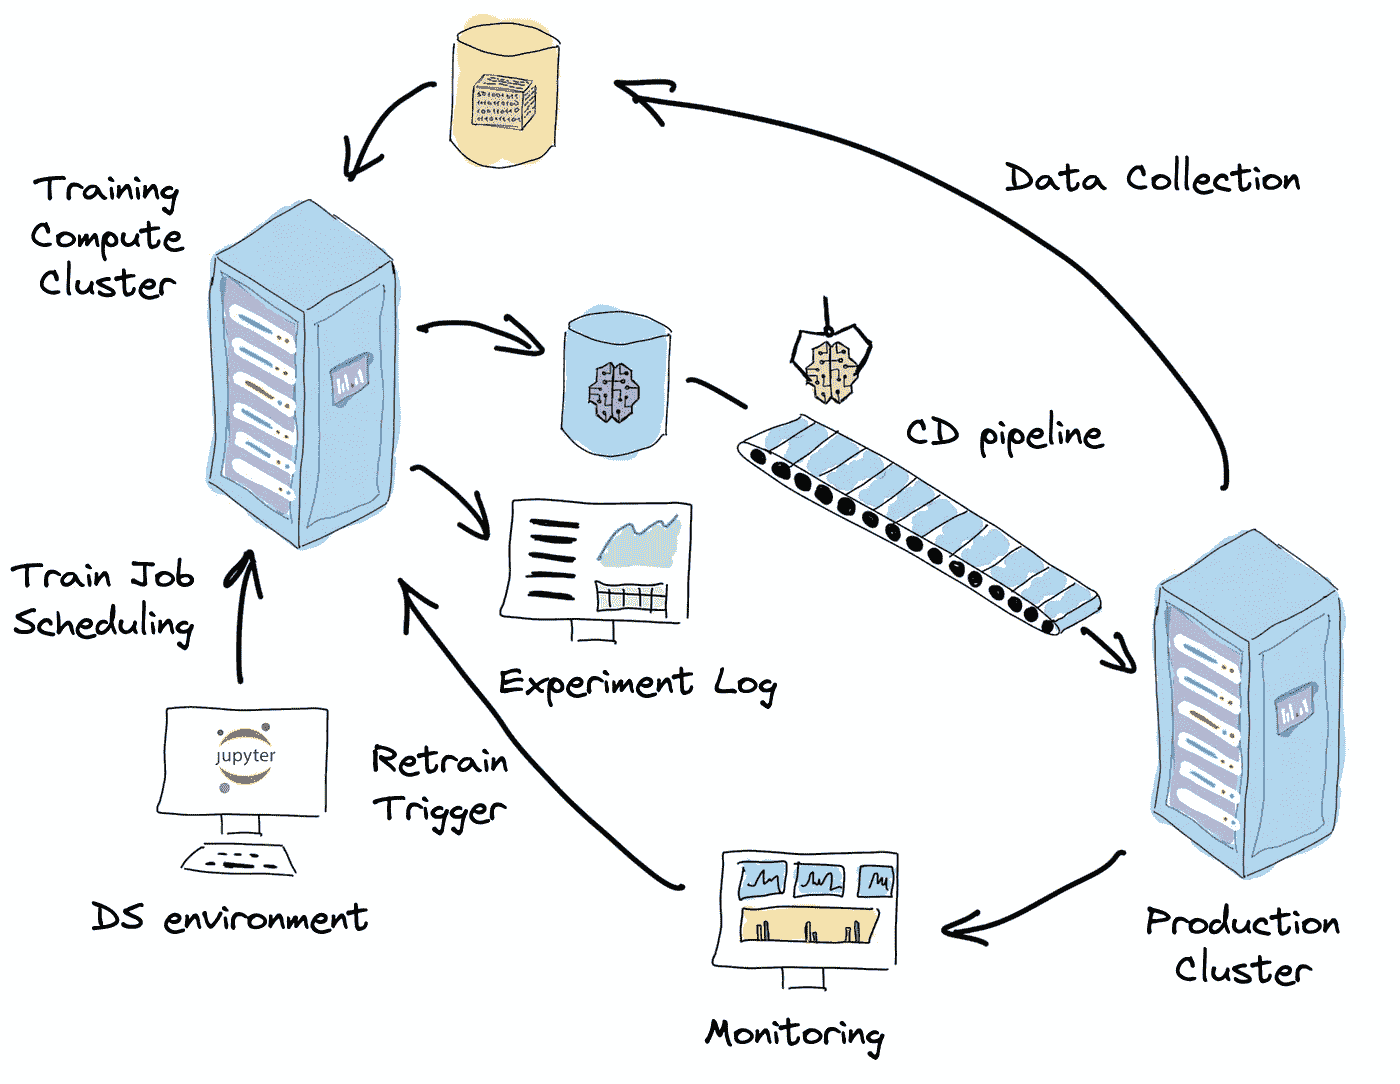 Data Collection
Training
Compute
Cluster
CD pipeline
Train Job
Scheduling
Experiment Log
jupyter
Retrain
Trigger
DS environment
Production
Cluster
Monitoring